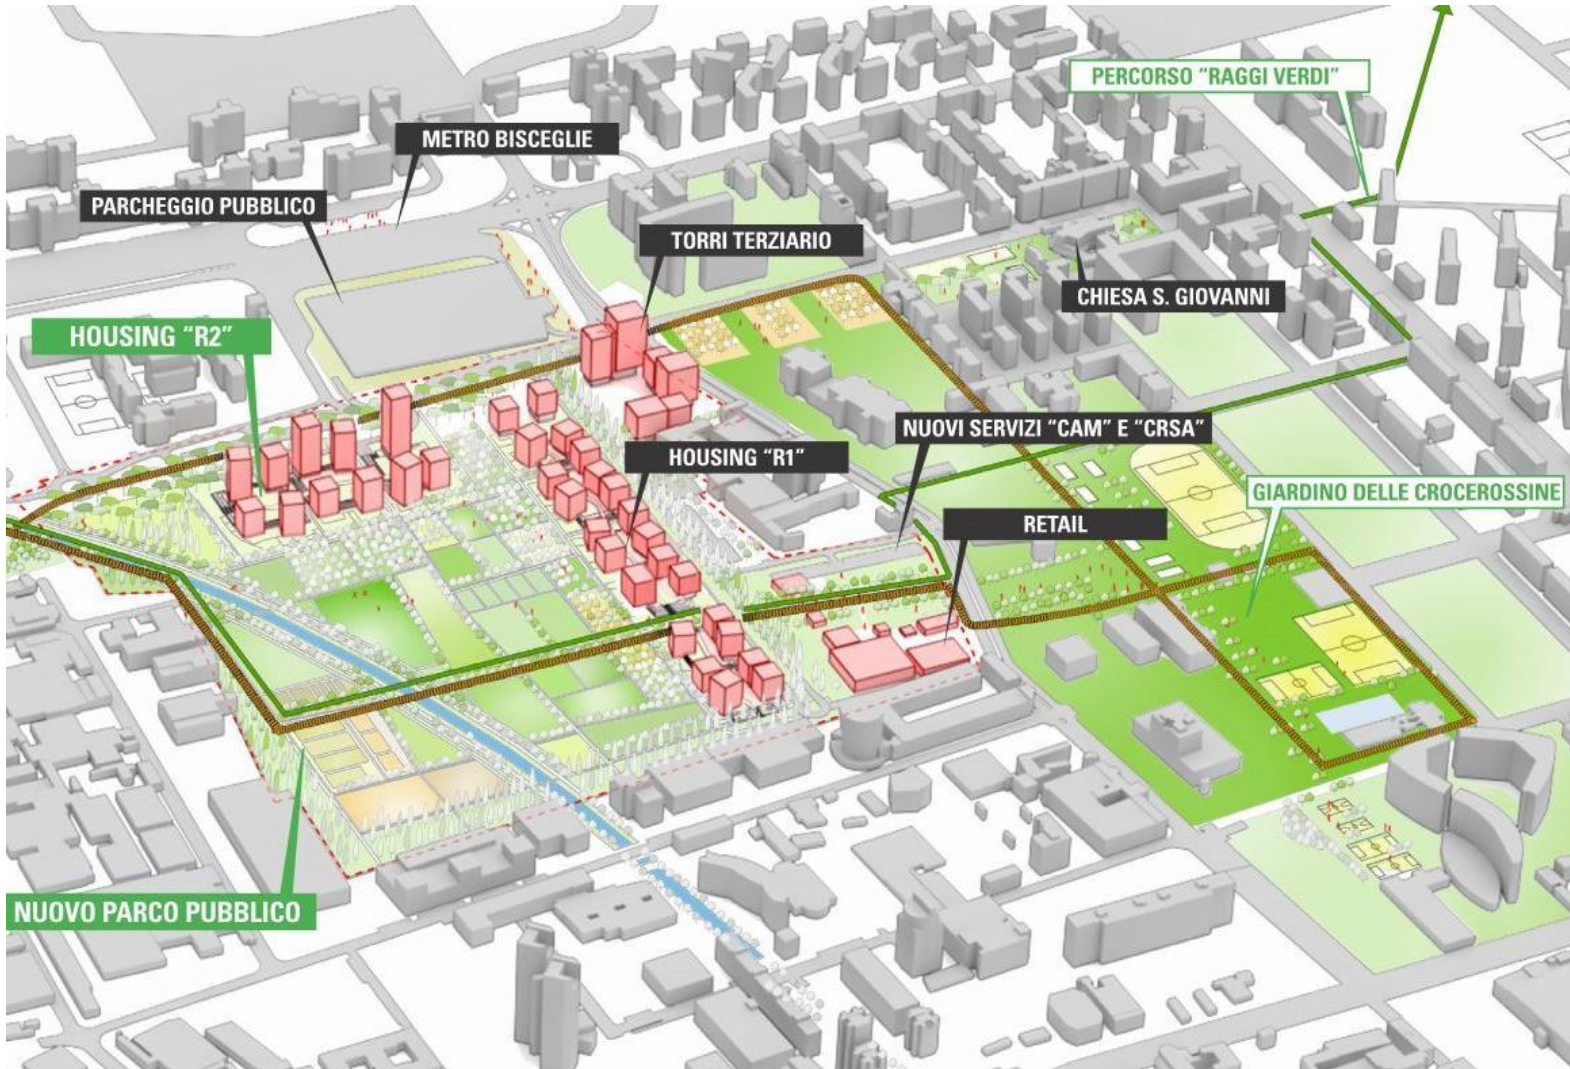 PERCORSO “RAGGI VERDI”
METRO BISCEGLIE
PARCHEGGIO PUBBLICO
TORRI TERZIARIO
CHIESA S. GIOVANNI
HOUSING “R2”
NUOVI SERVIZI “CAM” E “CRSA”
HOUSING “R1”
GIARDINO DELLE CROCEROSSINE
RETAIL
NUOVO PARCO PUBBLICO